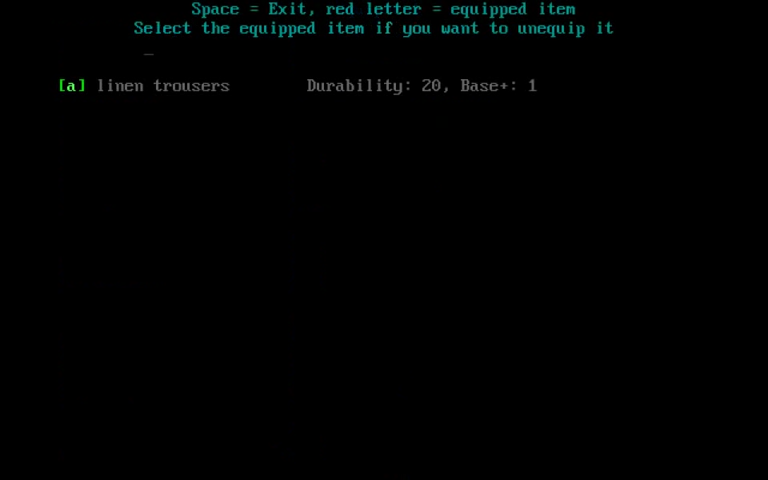 Space = Exit, red letter = equipped item
Select the equipped item if you want to unequip it
_
[a] linen trousers Durability: 20, Base+: 1